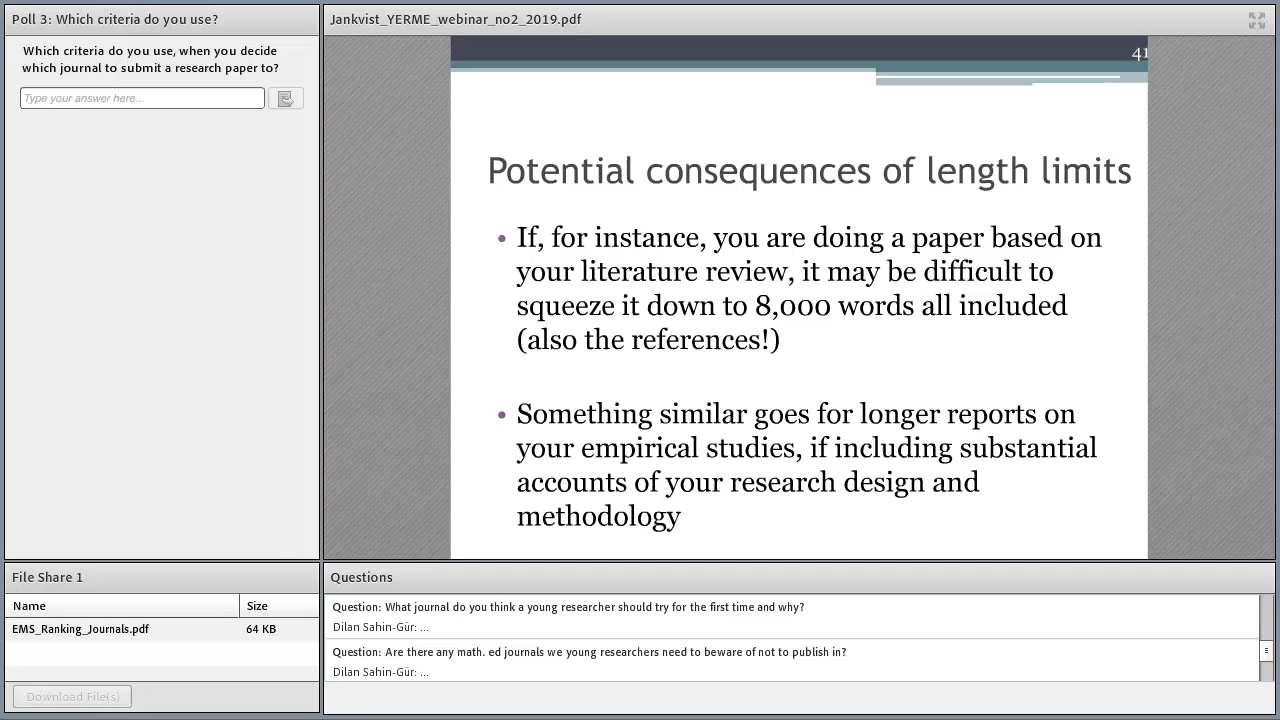 Poll 3: Which criteria do you use?
Which criteria do you use, when you decide
which journal to submit a research paper to?
Type your answer here...
Jankvist_YERME_webinar_no2_2019.pdf
41
Potential consequences of length limits
• If, for instance, you are doing a paper based on
your literature review, it may be difficult to
squeeze it down to 8,000 words all included
(also the references!)
• Something similar goes for longer reports on
your empirical studies, if including substantial
accounts of your research design and
methodology
File Share 1
Name Size
EMS_Ranking_Journals.pdf 64 KB
Download File(s)
Questions
Question: What journal do you think a young researcher should try for the first time and why?
Dilan Sahin-Gür: ...
Question: Are there any math. ed journals we young researchers need to beware of not to publish in?
Dilan Sahin-Gür: ...